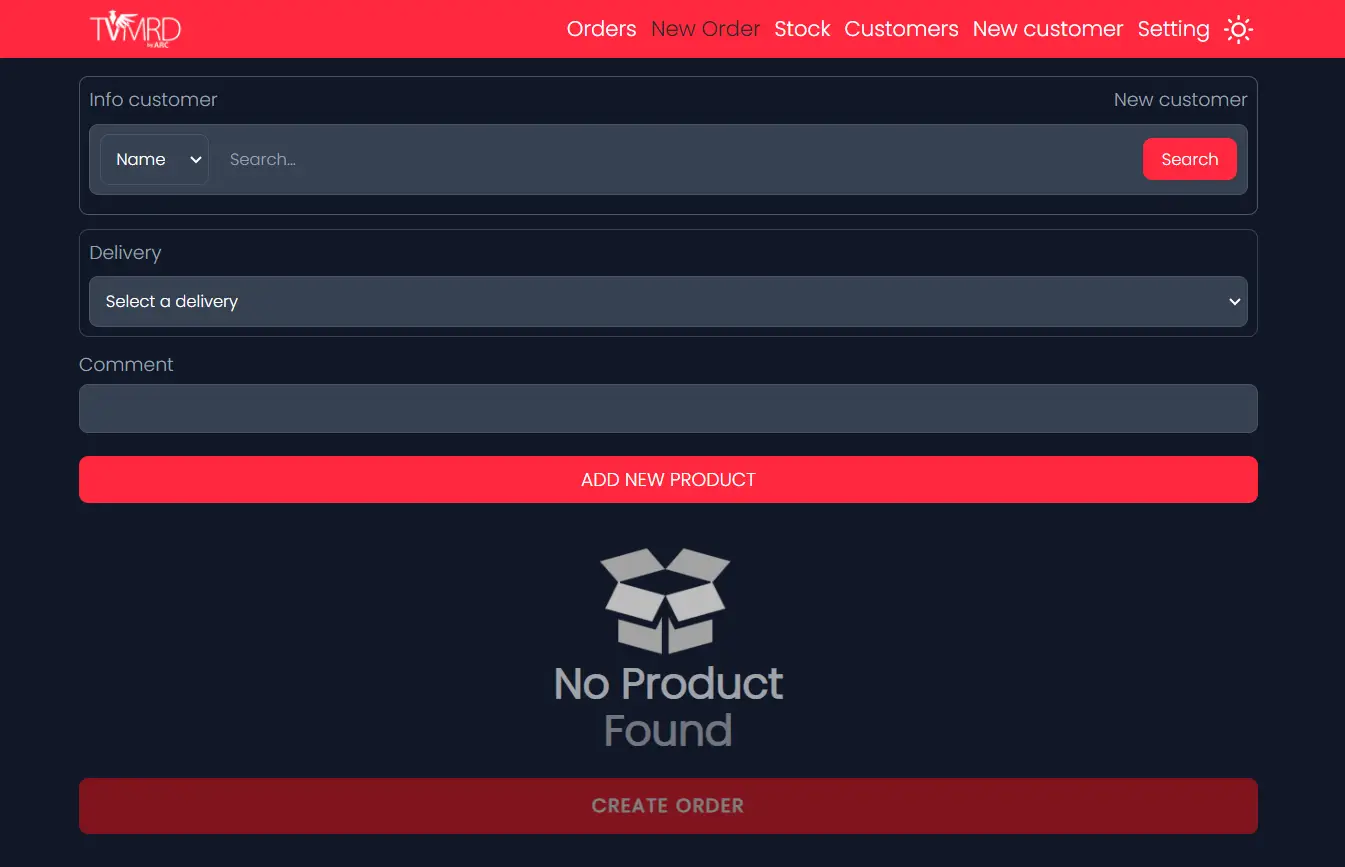 TVMRD
by ARC
Orders New Order Stock Customers New customer Setting
Info customer New customer
Name Search... Search
Delivery
Select a delivery
Comment
ADD NEW PRODUCT
No Product
Found
CREATE ORDER